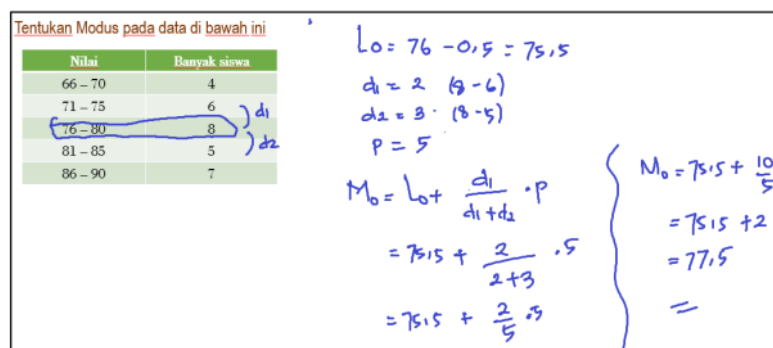 Tentukan Modus pada data di bawah ini
Nilai Banyak siswa
66 – 70 4
71 – 75 6
76 – 80 8
81 – 85 5
86 – 90 7
d1
d2
Lo = 76 - 0,5 = 75,5
d1 = 2 (8-6)
d2 = 3 (8-5)
P = 5
Mo = Lo + d1/(d1+d2) . P
= 75,5 + 2/(2+3) . 5
= 75,5 + 2/5 . 5
Mo = 75,5 + 10/5
= 75,5 + 2
= 77,5